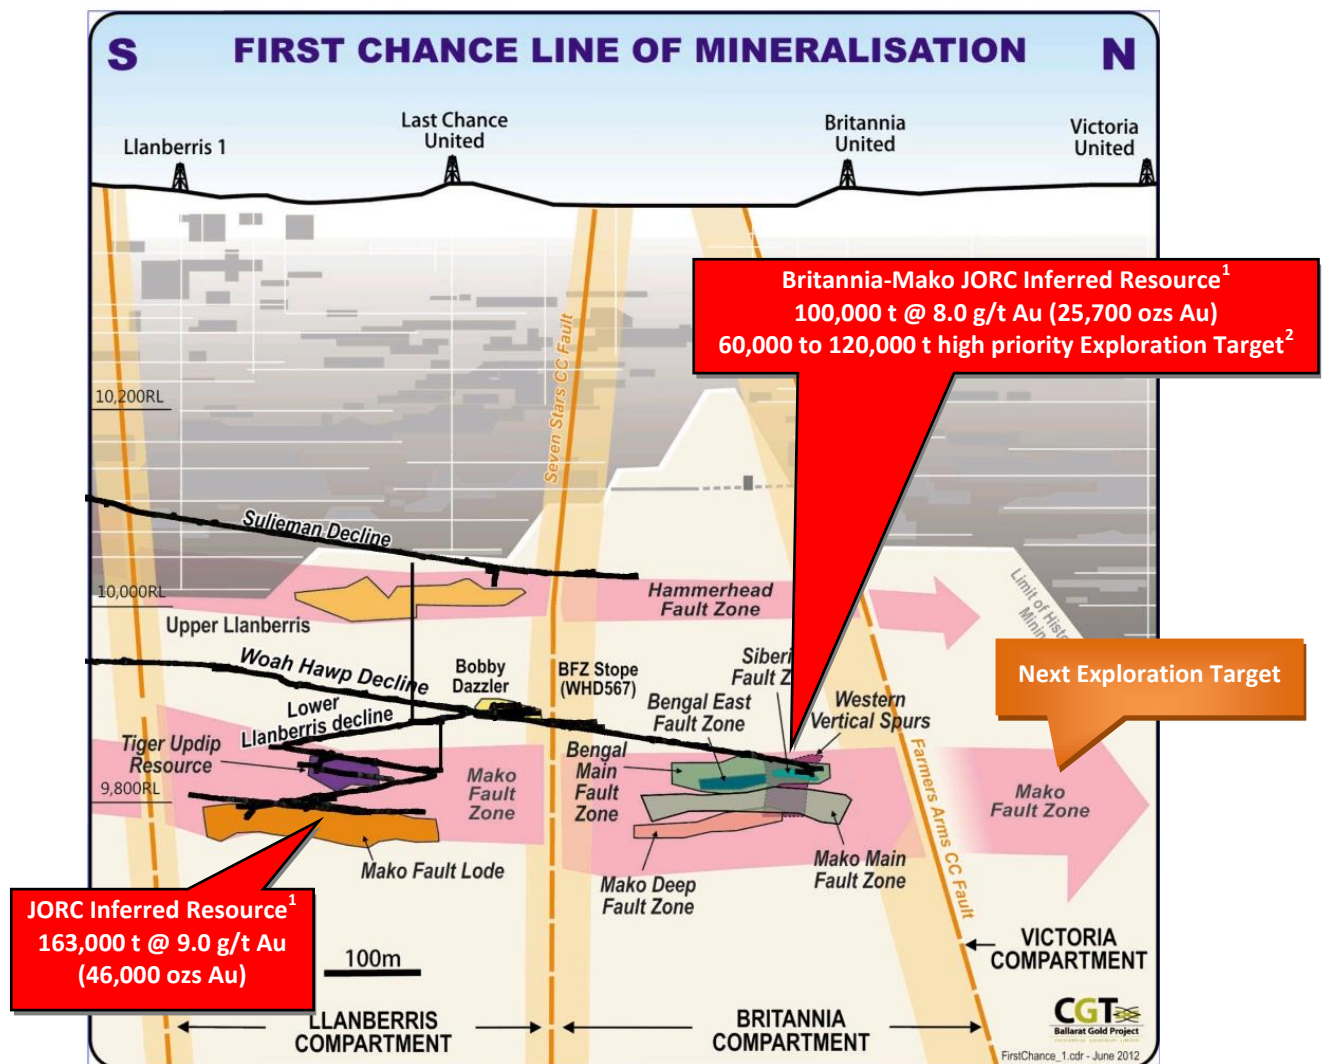 FIRST CHANCE LINE OF MINERALISATION
S
N
Llanberris 1
Last Chance
United
Britannia
United
Victoria
United
Britannia-Mako JORC Inferred Resource1
100,000 t @ 8.0 g/t Au (25,700 ozs Au)
60,000 to 120,000 t high priority Exploration Target2
Seven Stars CC Fault
10,200RL
Sulieman Decline
10,000RL
Hammerhead
Fault Zone
Limit of
Upper Llanberris
Woah Hawp Decline
Bobby
Dazzler
BFZ Stope
(WHD567)
Fault
Next Exploration Target
Lower
Llanberris decline
Bengal East
Fault Zone
Western
Vertical Spurs
Tiger Updip
Resource
Bengal
Main
Fault
Zone
Mako
Fault
Zone
9,800RL
Mako
Fault Zone
Farmers Arms CC Fault
Mako Fault Lode
Mako Deep
Fault Zone
Mako Main
Fault Zone
JORC Inferred Resource1
163,000 t @ 9.0 g/t Au
(46,000 ozs Au)
100m
VICTORIA
COMPARTMENT
LLANBERRIS
COMPARTMENT
BRITANNIA
COMPARTMENT
CGT
Ballarat Gold Project
FirstChance_1.cdr - June 2012